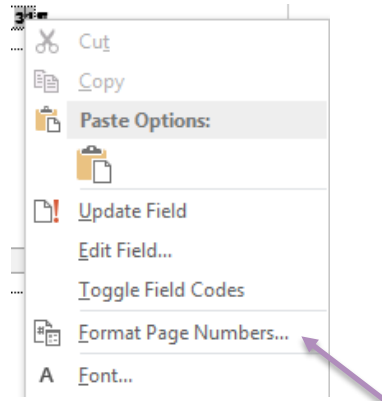 Cut
Copy
Paste Options:
Update Field
Edit Field...
Toggle Field Codes
Format Page Numbers...
A Font...